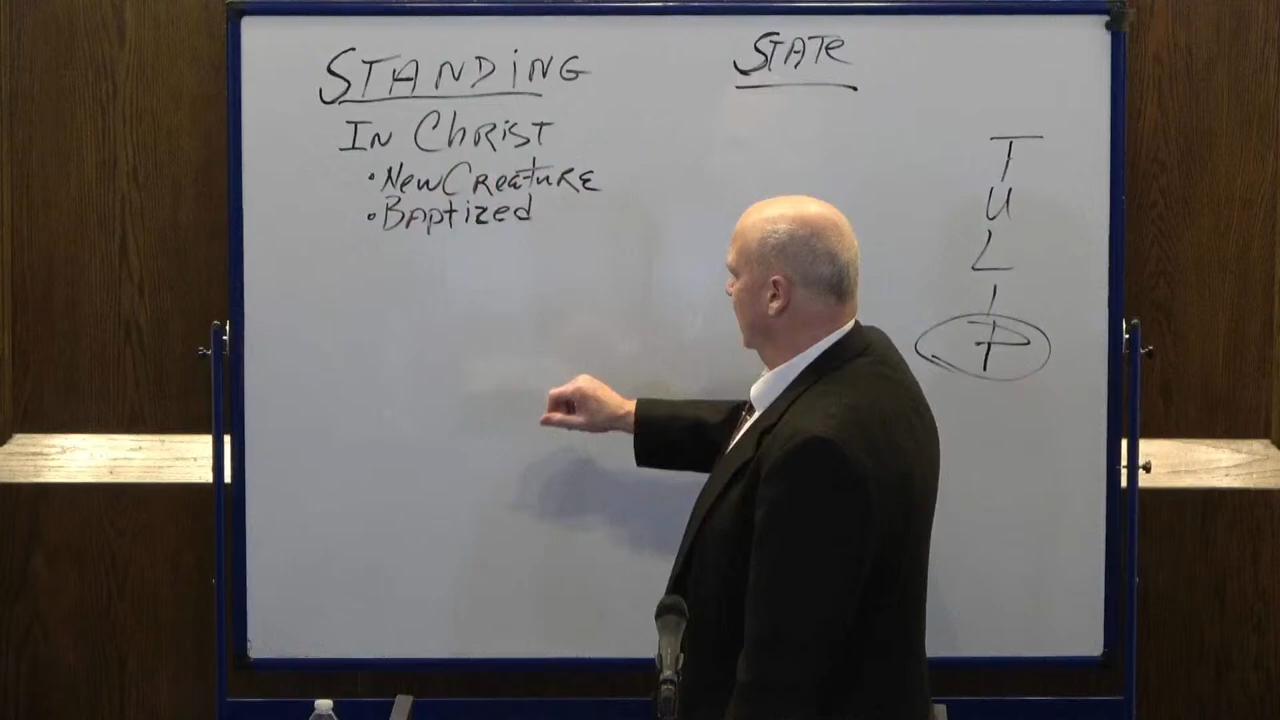 STANDiNG
In Christ
• New Creature
• Baptized
State
T
U
L
I
P